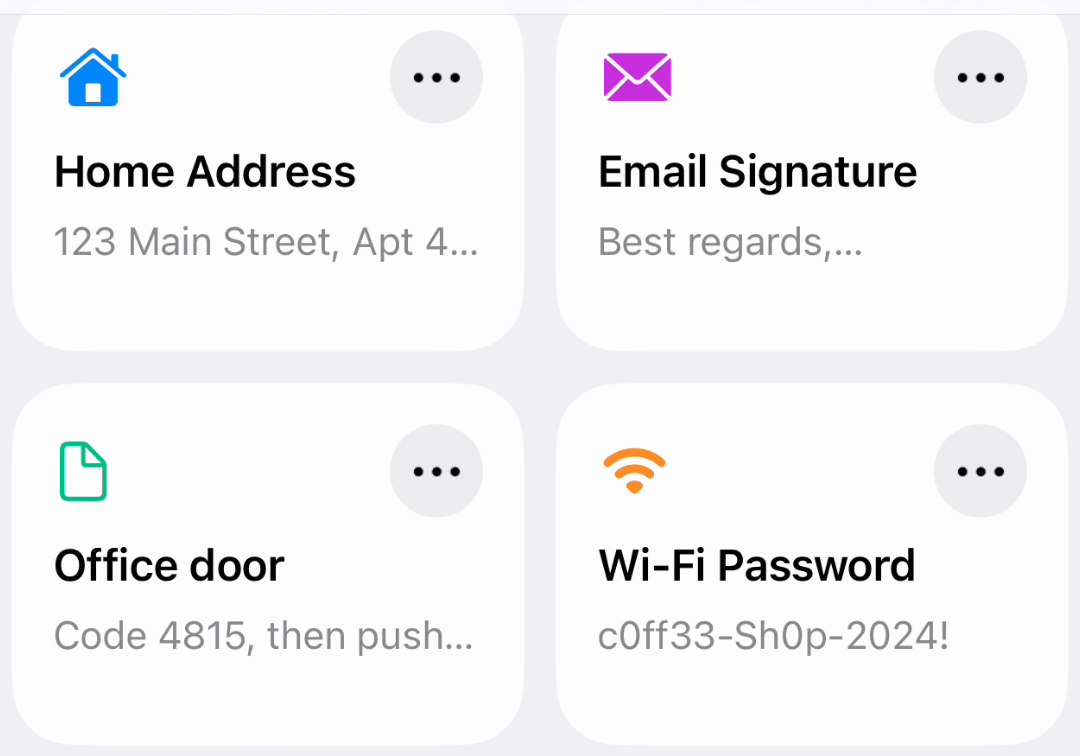 Home Address
123 Main Street, Apt 4...
Email Signature
Best regards,...
Office door
Code 4815, then push...
Wi-Fi Password
c0ff33-Sh0p-2024!